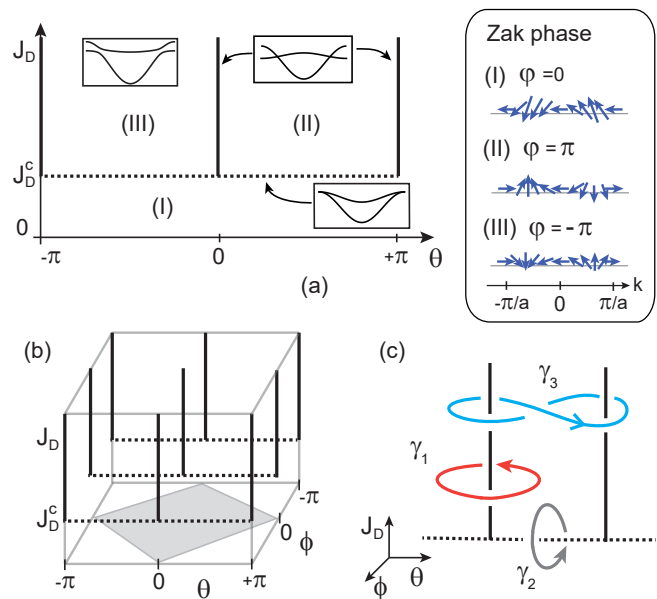 J_D
(III)
(II)
J_D^c
(I)
0
-π
0
+π
θ
(a)
Zak phase
(I) φ = 0
(II) φ = π
(III) φ = - π
-π/a
0
π/a
k
(b)
J_D
J_D^c
-π
0
ϕ
-π
0
+π
θ
(c)
γ_3
γ_1
γ_2
J_D
ϕ
θ